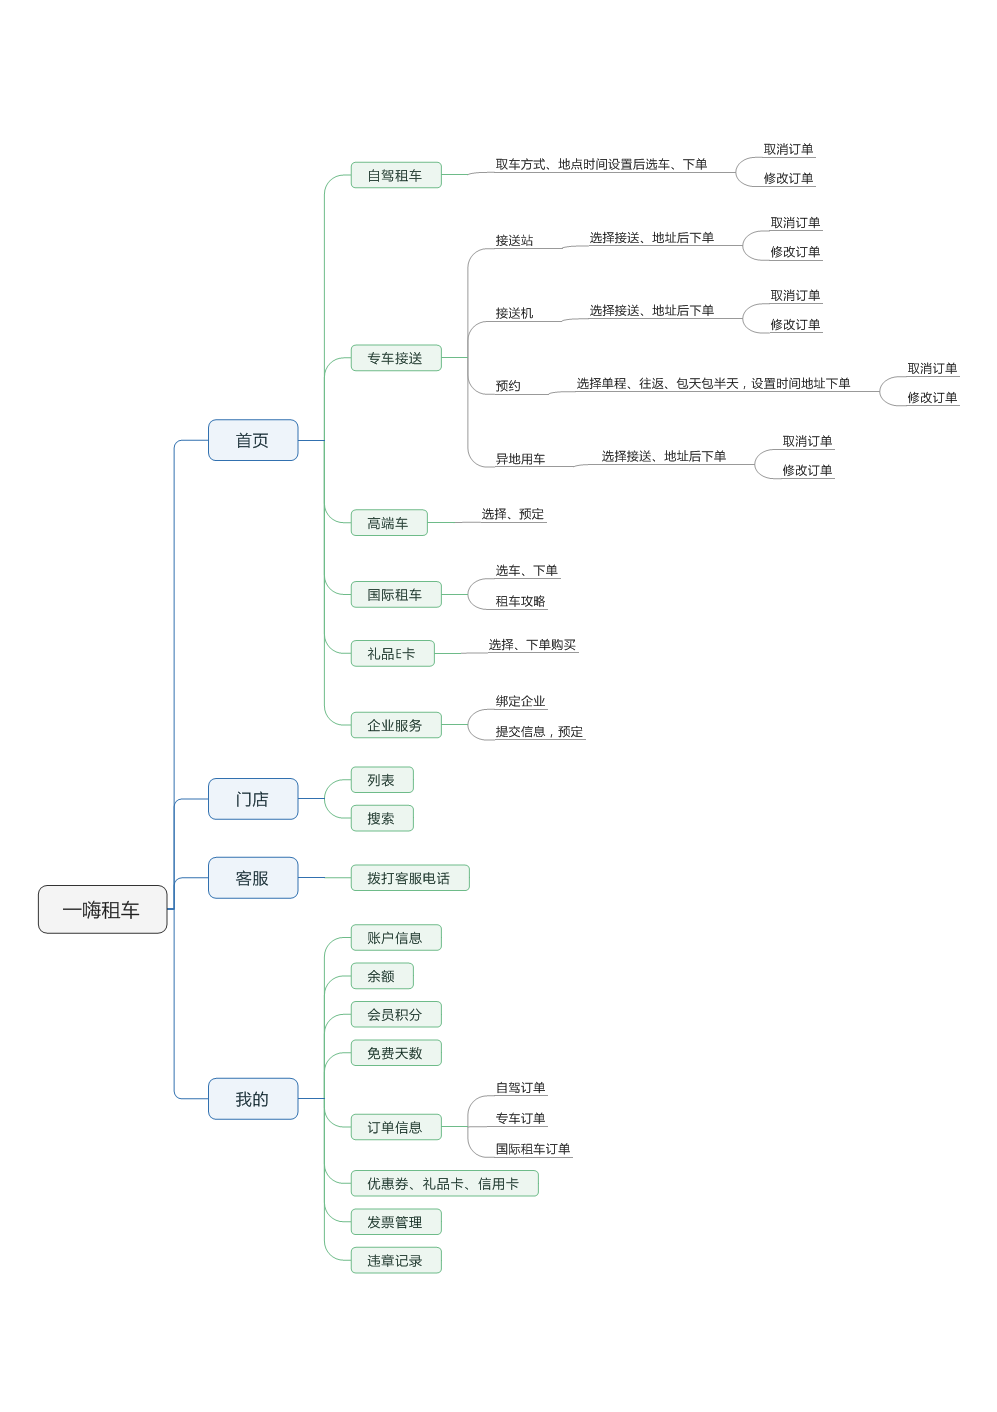 一嗨租车
首页
自驾租车
取车方式、地点时间设置后选车、下单
取消订单
修改订单
专车接送
接送站
选择接送、地址后下单
取消订单
修改订单
接送机
选择接送、地址后下单
取消订单
修改订单
预约
选择单程、往返、包天包半天，设置时间地址下单
取消订单
修改订单
异地用车
选择接送、地址后下单
取消订单
修改订单
高端车
选择、预定
国际租车
选车、下单
租车攻略
礼品E卡
选择、下单购买
企业服务
绑定企业
提交信息，预定
门店
列表
搜索
客服
拨打客服电话
我的
账户信息
余额
会员积分
免费天数
订单信息
自驾订单
专车订单
国际租车订单
优惠券、礼品卡、信用卡
发票管理
违章记录